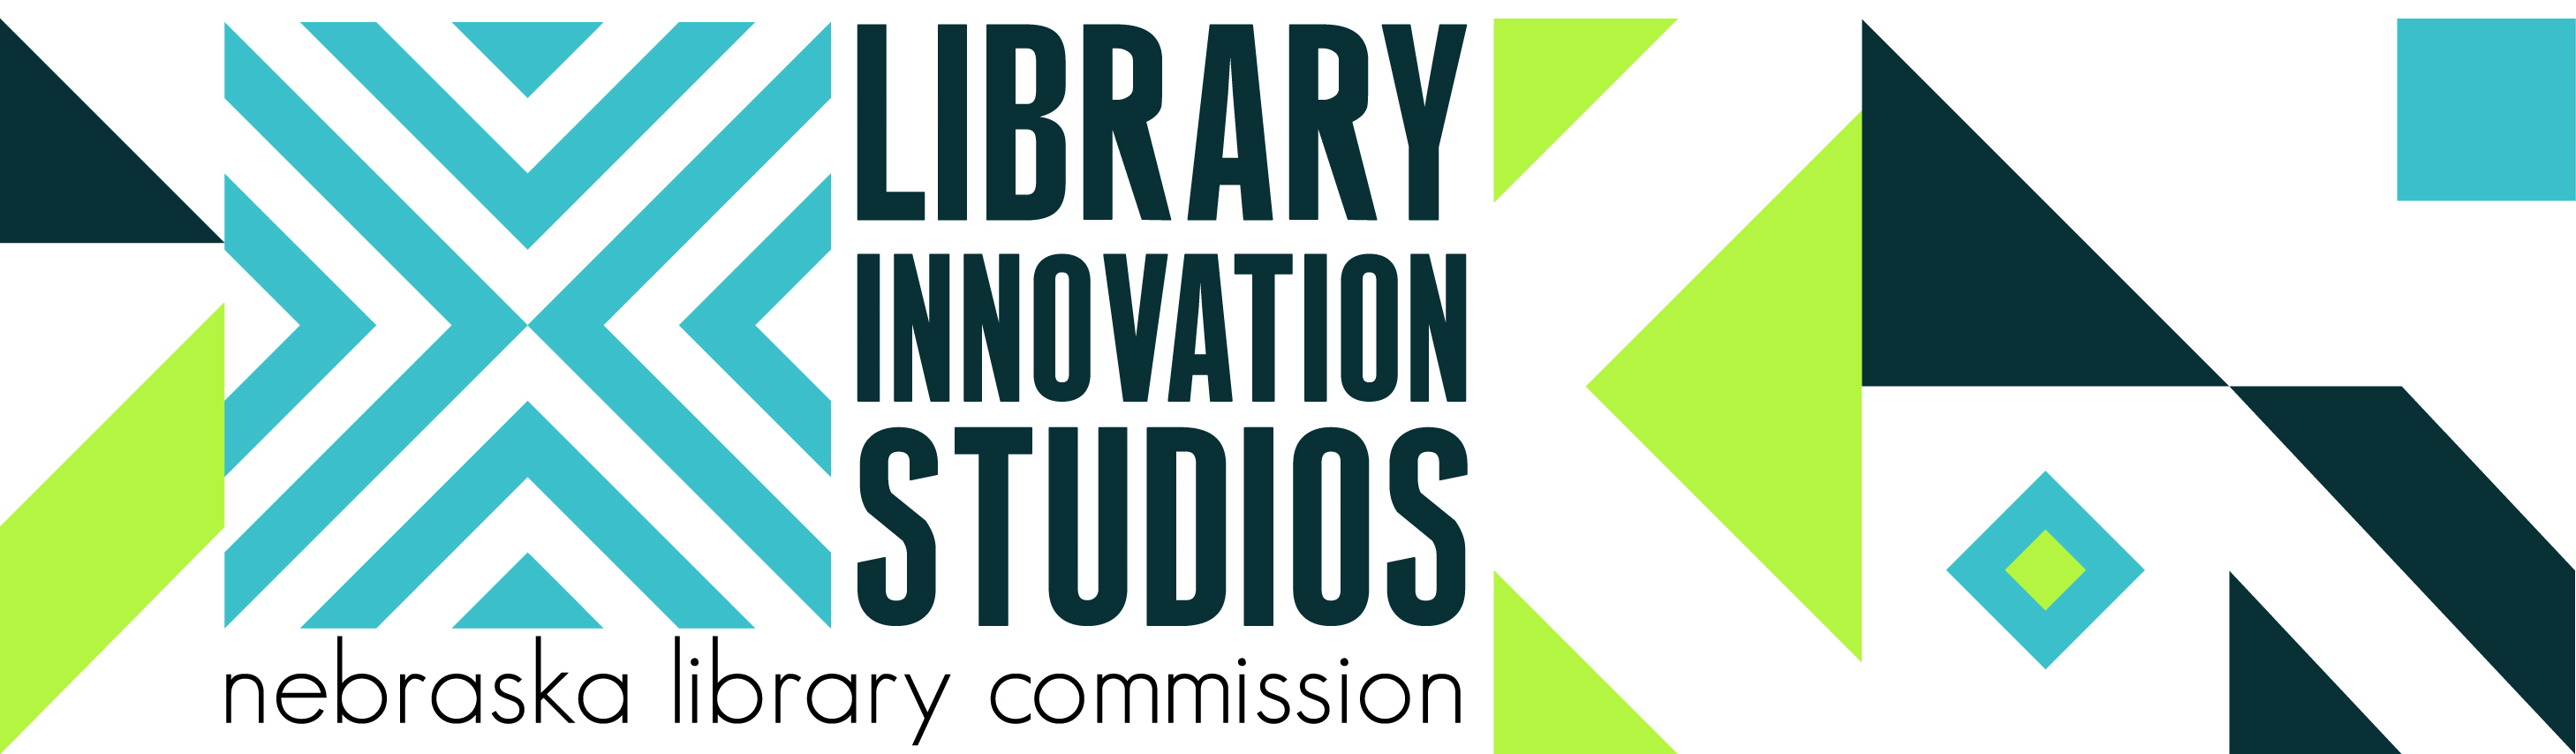 LIBRARY
INNOVATION
STUDIOS
nebraska library commission